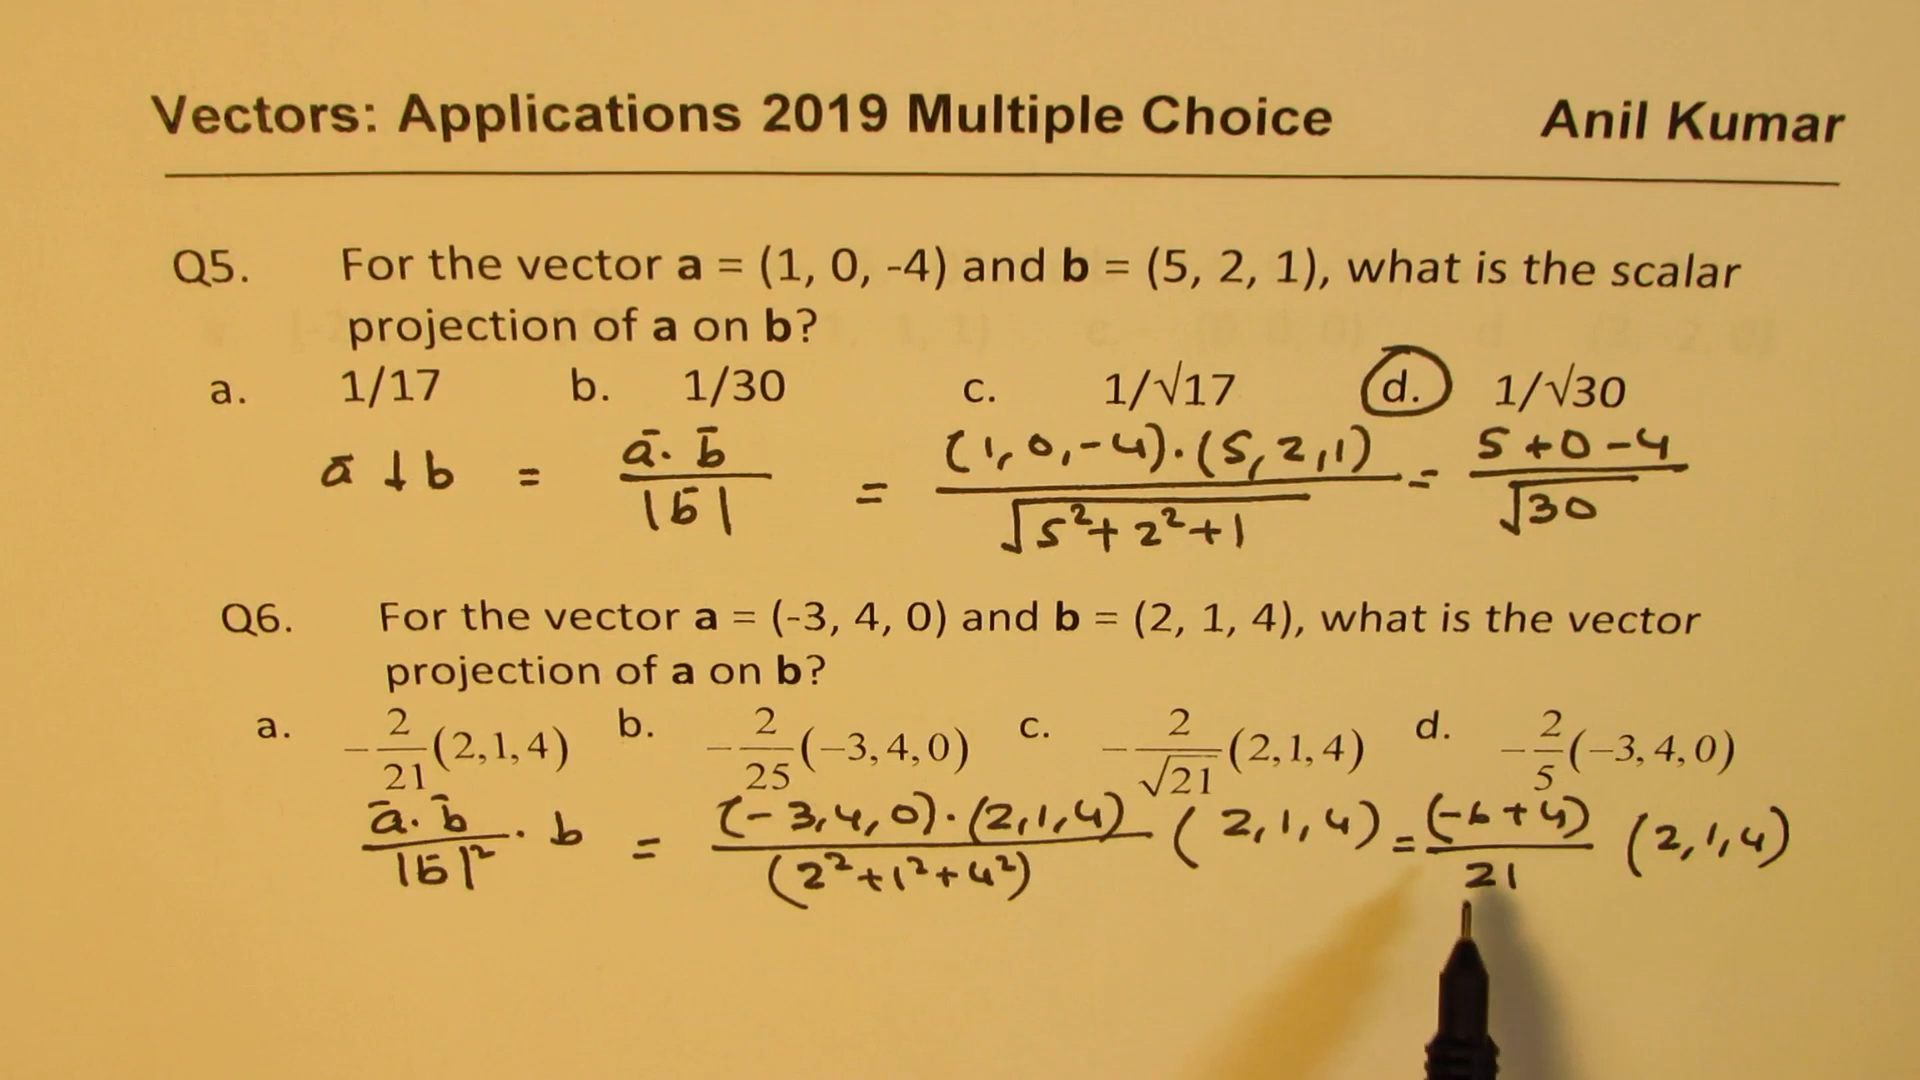 Vectors: Applications 2019 Multiple Choice Anil Kumar
Q5. For the vector a = (1, 0, -4) and b = (5, 2, 1), what is the scalar
projection of a on b?
a. 1/17 b. 1/30 c. 1/√17 d. 1/√30
a̅ ↓ b = a̅. b̅ / |b̅| = (1, 0, -4).(5, 2, 1) / √5²+2²+1 = 5+0-4 / √30
Q6. For the vector a = (-3, 4, 0) and b = (2, 1, 4), what is the vector
projection of a on b?
a. -2/21 (2,1,4) b. -2/25 (-3,4,0) c. -2/√21 (2,1,4) d. -2/5 (-3,4,0)
a̅. b̅ / |b̅|² . b = (-3,4,0).(2,1,4) / (2²+1²+4²) (2,1,4) = (-6+4) / 21 (2,1,4)